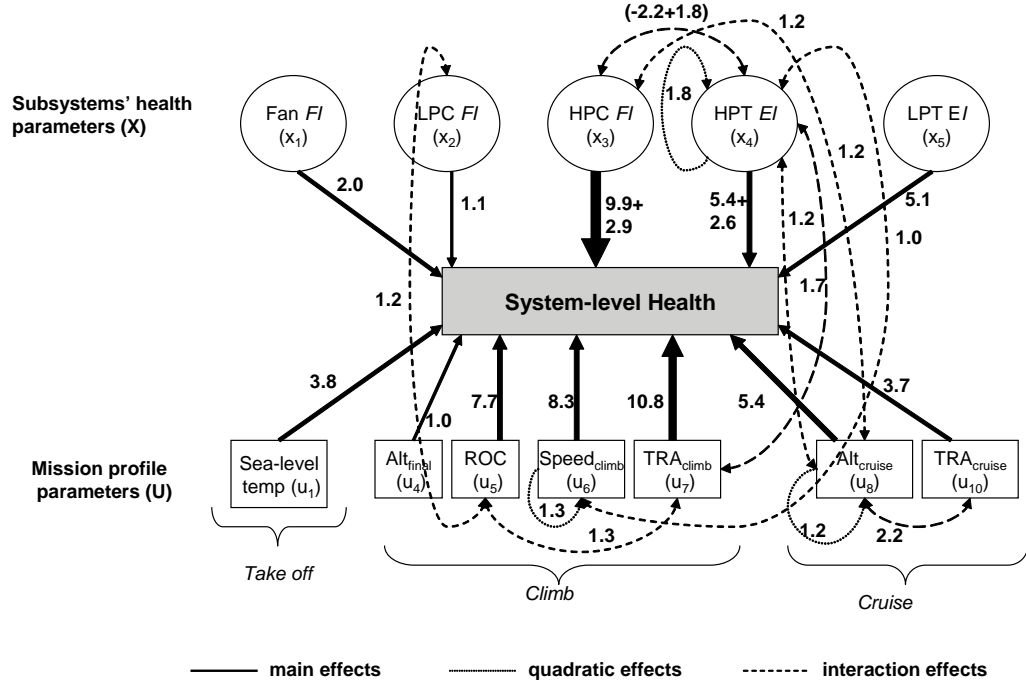 (-2.2+1.8)
1.2
Subsystems' health
parameters (X)
Fan FI
(x1)
LPC FI
(x2)
HPC FI
(x3)
1.8
HPT EI
(x4)
LPT EI
(x5)
1.2
2.0
1.1
9.9+
2.9
5.4+
2.6
1.2
5.1
1.0
1.2
System-level Health
1.7
3.8
1.0
7.7
8.3
10.8
5.4
3.7
Mission profile
parameters (U)
Sea-level
temp (u1)
Altfinal
(u4)
ROC
(u5)
Speedclimb
(u6)
TRAclimb
(u7)
Altcruise
(u8)
TRAcruise
(u10)
1.3
1.3
1.2
2.2
Take off
Climb
Cruise
main effects
quadratic effects
interaction effects